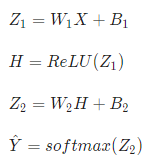 Z₁ = W₁X + B₁
H = ReLU(Z₁)
Z₂ = W₂H + B₂
Ŷ = softmax(Z₂)